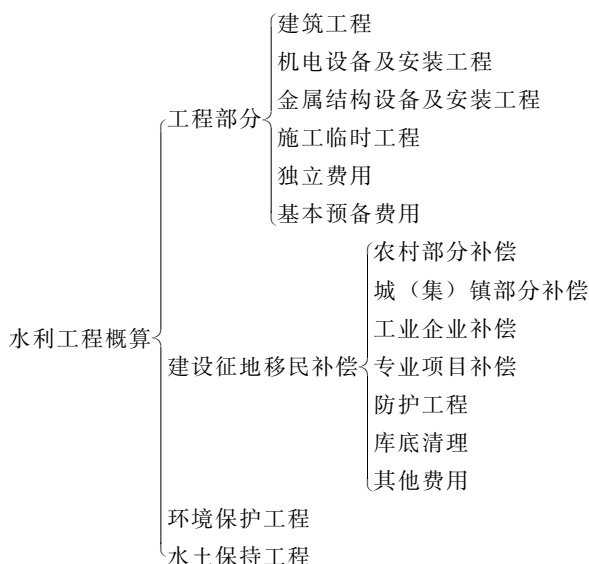 建筑工程
机电设备及安装工程
金属结构设备及安装工程
工程部分
施工临时工程
独立费用
基本预备费用
农村部分补偿
城（集）镇部分补偿
工业企业补偿
水利工程概算
建设征地移民补偿
专业项目补偿
防护工程
库底清理
其他费用
环境保护工程
水土保持工程